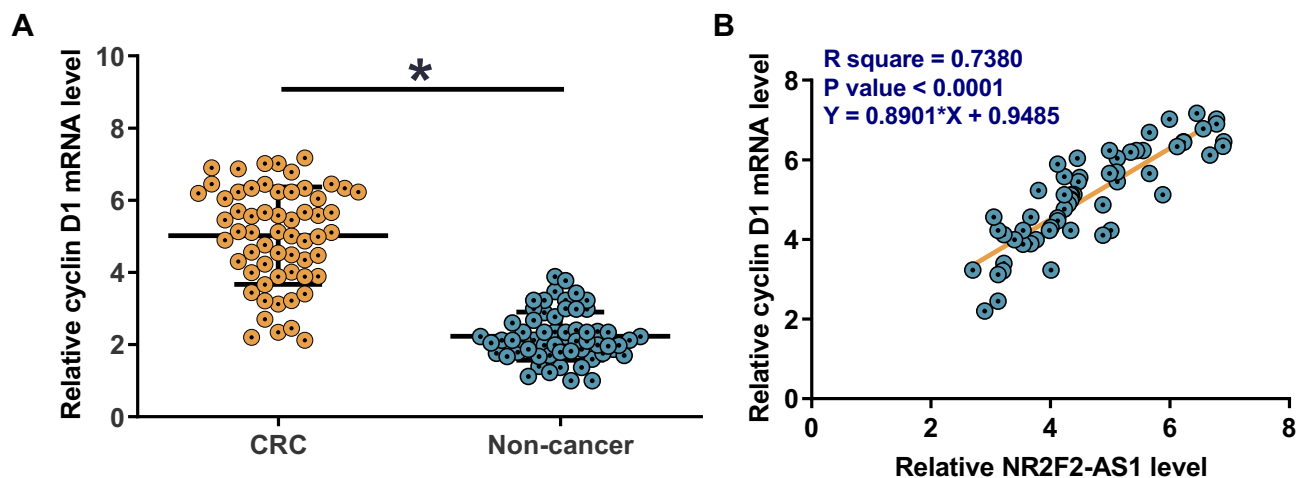 A
Relative cyclin D1 mRNA level
10
8
6
4
2
0
*
CRC
Non-cancer
B
Relative cyclin D1 mRNA level
8
6
4
2
0
R square = 0.7380
P value < 0.0001
Y = 0.8901*X + 0.9485
0 2 4 6 8
Relative NR2F2-AS1 level